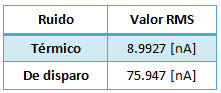 Ruido Valor RMS
Térmico 8.9927 [nA]
De disparo 75.947 [nA]